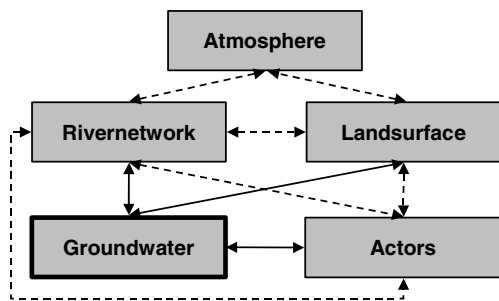 Atmosphere
Rivernetwork
Landsurface
Groundwater
Actors